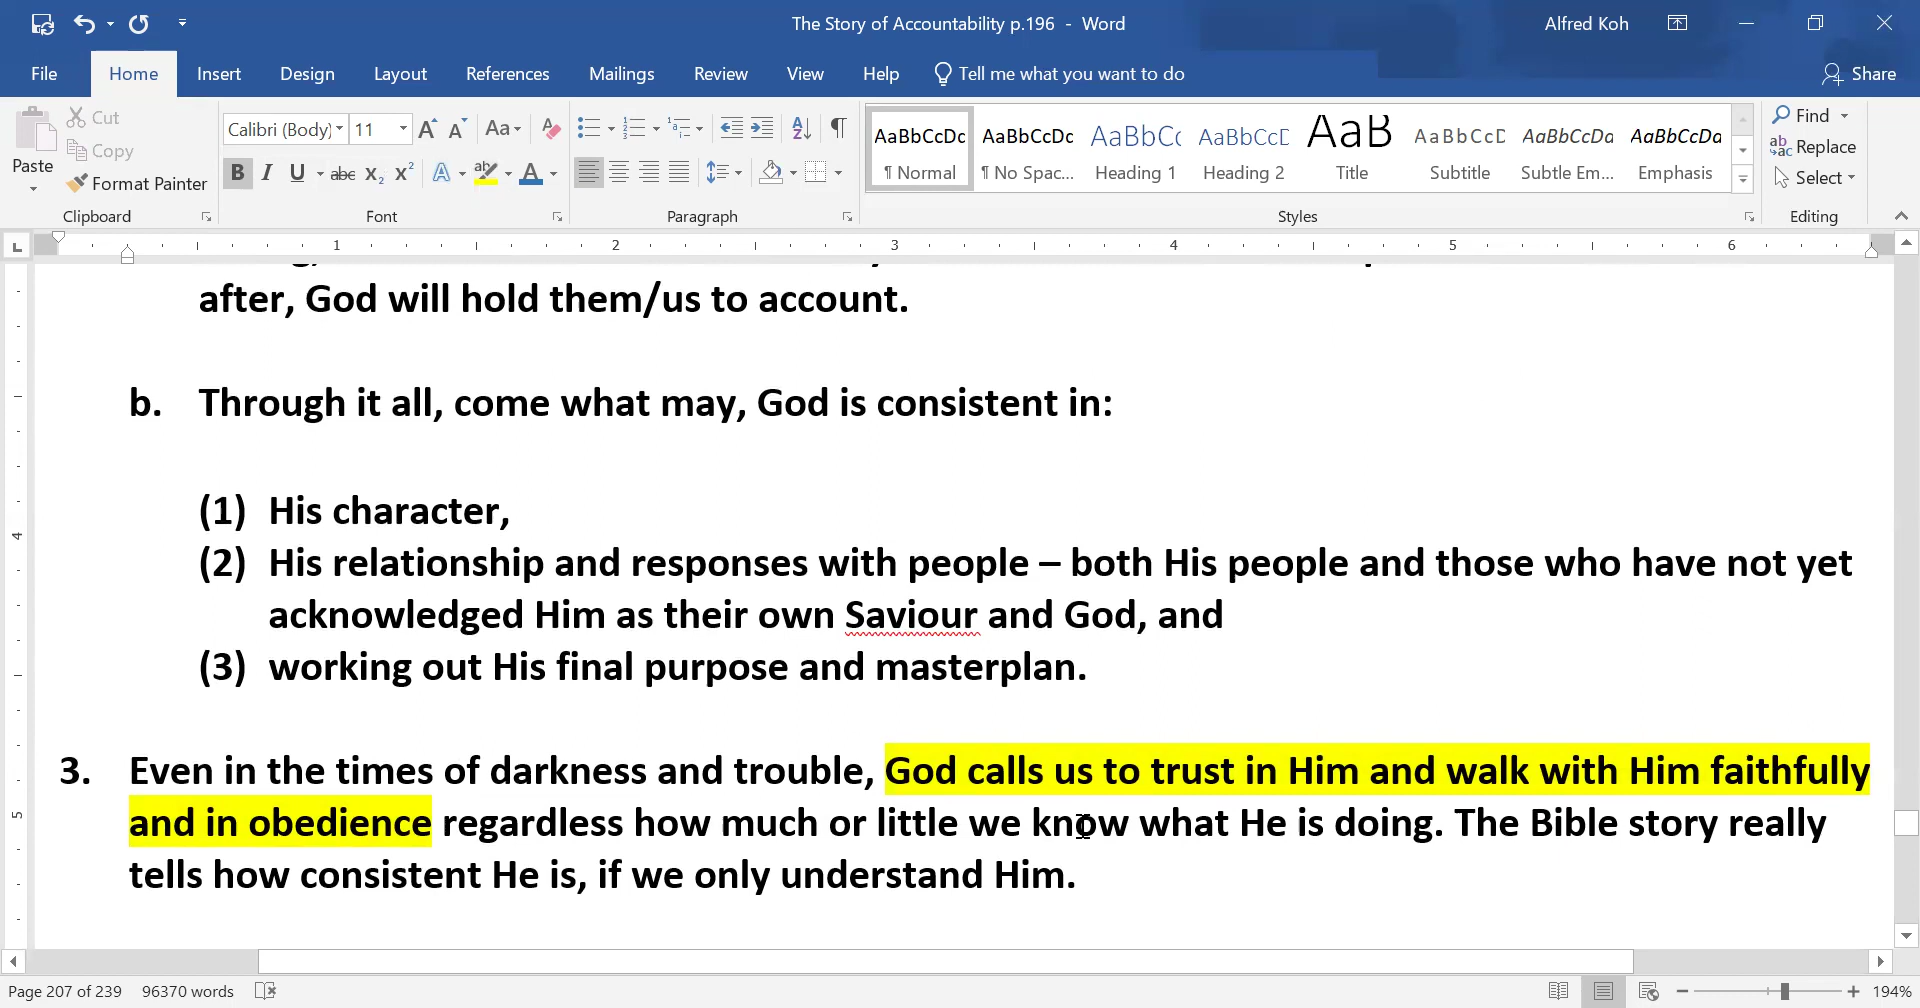 The Story of Accountability p.196 - Word
Alfred Koh
File Home Insert Design Layout References Mailings Review View Help Tell me what you want to do Share
Paste
Cut
Copy
Format Painter
Clipboard
Calibri (Body) 11
Font
Paragraph
AaBbCcDc AaBbCcDc AaBbCc AaBbCcD AaB AaBbCcD AaBbCcDa AaBbCcDa
¶ Normal ¶ No Spac... Heading 1 Heading 2 Title Subtitle Subtle Em... Emphasis
Styles
Find
Replace
Select
Editing
1 2 3 4 5 6
after, God will hold them/us to account.
b. Through it all, come what may, God is consistent in:
(1) His character,
(2) His relationship and responses with people – both His people and those who have not yet
acknowledged Him as their own Saviour and God, and
(3) working out His final purpose and masterplan.
3. Even in the times of darkness and trouble, God calls us to trust in Him and walk with Him faithfully
and in obedience regardless how much or little we know what He is doing. The Bible story really
tells how consistent He is, if we only understand Him.
4
5
Page 207 of 239 96370 words
194%